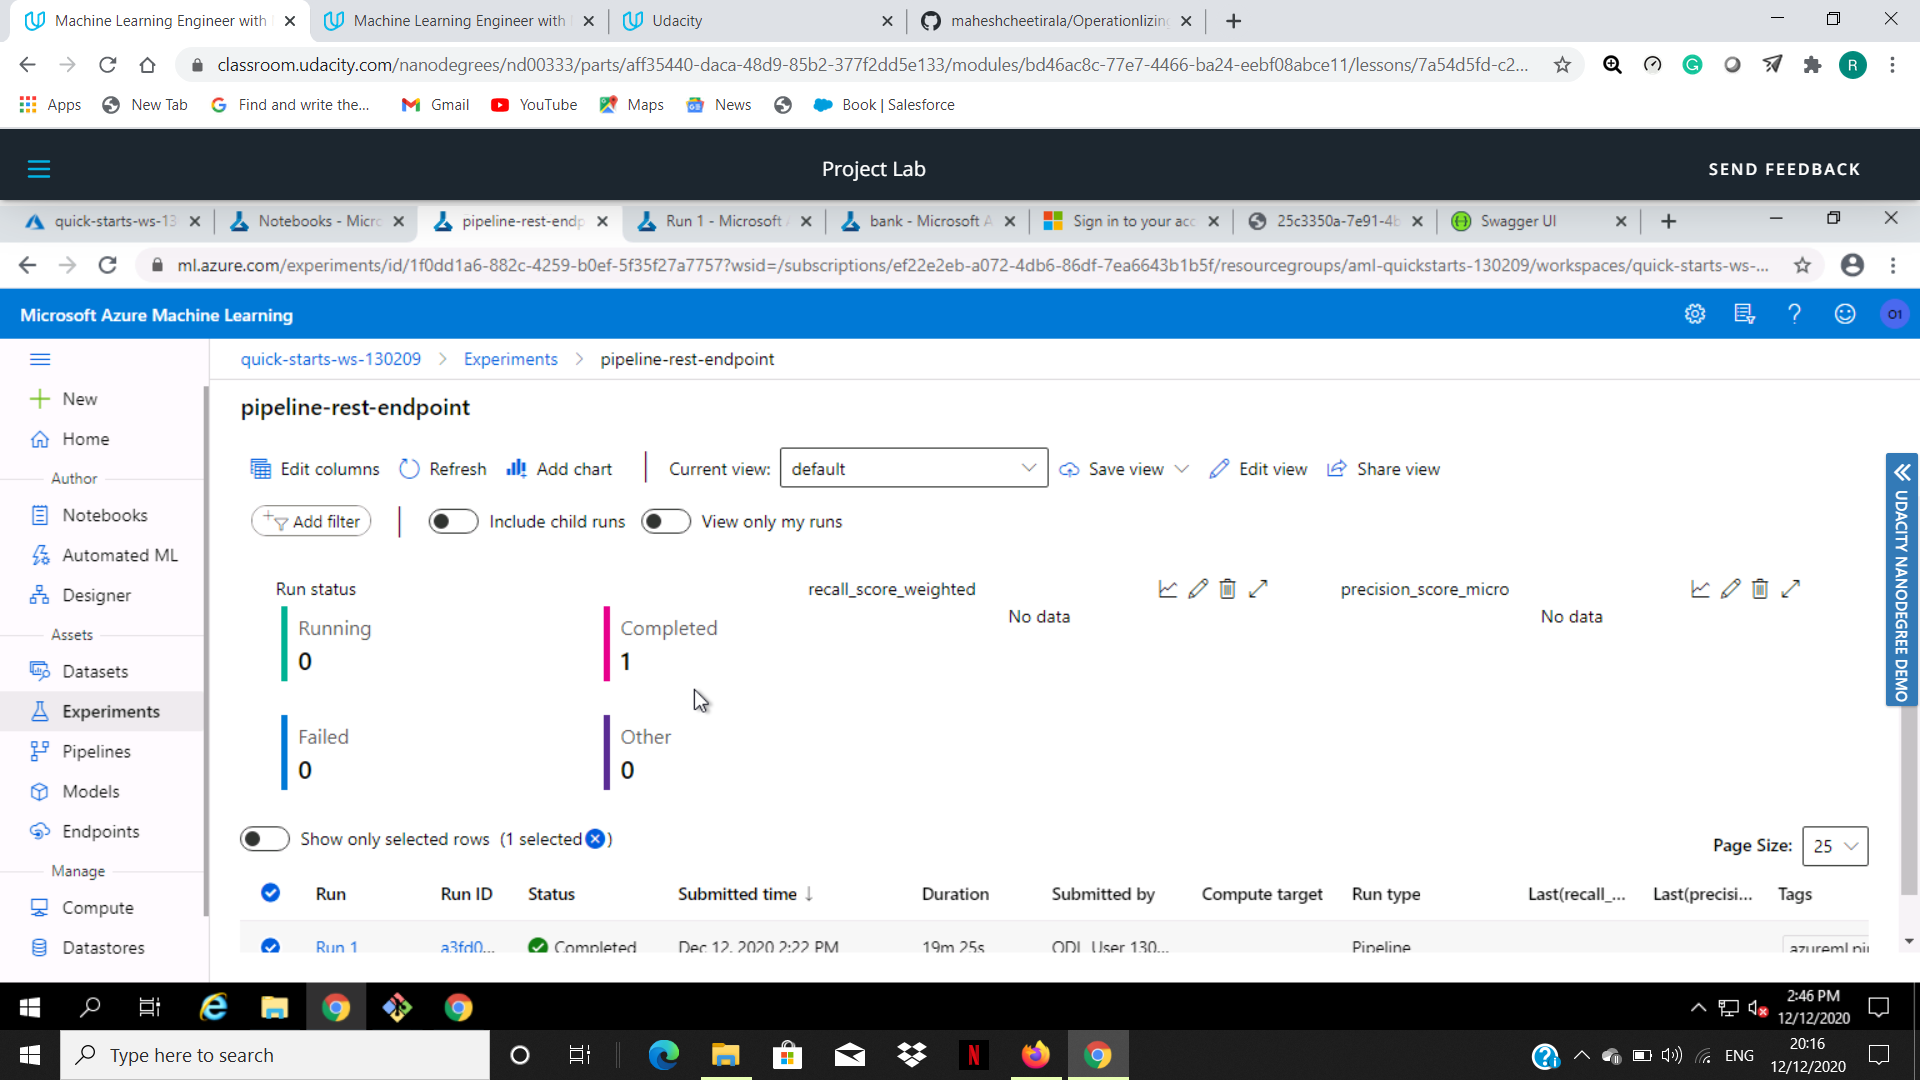 Machine Learning Engineer with
Machine Learning Engineer with
Udacity
maheshcheetirala/Operationlizing
classroom.udacity.com/nanodegrees/nd00333/parts/aff35440-daca-48d9-85b2-377f2dd5e133/modules/bd46ac8c-77e7-4466-ba24-eebf08abce11/lessons/7a54d5fd-c2...
R
Apps
New Tab
Find and write the...
Gmail
YouTube
Maps
News
Book | Salesforce
Project Lab
SEND FEEDBACK
quick-starts-ws-13
Notebooks - Micro
pipeline-rest-endp
Run 1 - Microsoft A
bank - Microsoft A
Sign in to your acc
25c3350a-7e91-4b
Swagger UI
ml.azure.com/experiments/id/1f0dd1a6-882c-4259-b0ef-5f35f27a7757?wsid=/subscriptions/ef22e2eb-a072-4db6-86df-7ea6643b1b5f/resourcegroups/aml-quickstarts-130209/workspaces/quick-starts-ws-...
Microsoft Azure Machine Learning
O1
quick-starts-ws-130209 > Experiments > pipeline-rest-endpoint
New
Home
Author
Notebooks
Automated ML
Designer
Assets
Datasets
Experiments
Pipelines
Models
Endpoints
Manage
Compute
Datastores
pipeline-rest-endpoint
Edit columns
Refresh
Add chart
Current view:
default
Save view
Edit view
Share view
Add filter
Include child runs
View only my runs
Run status
Running
0
Completed
1
Failed
0
Other
0
recall_score_weighted
No data
precision_score_micro
No data
UDACITY NANODEGREE DEMO
Show only selected rows (1 selected )
Page Size: 25
Run Run ID Status Submitted time ↓ Duration Submitted by Compute target Run type Last(recall_... Last(precisi... Tags
Run 1 a3fd0... Completed Dec 12, 2020 2:22 PM 19m 25s ODL_User 130... Pipeline azureml.pi
2:46 PM
12/12/2020
Type here to search
N
ENG
20:16
12/12/2020